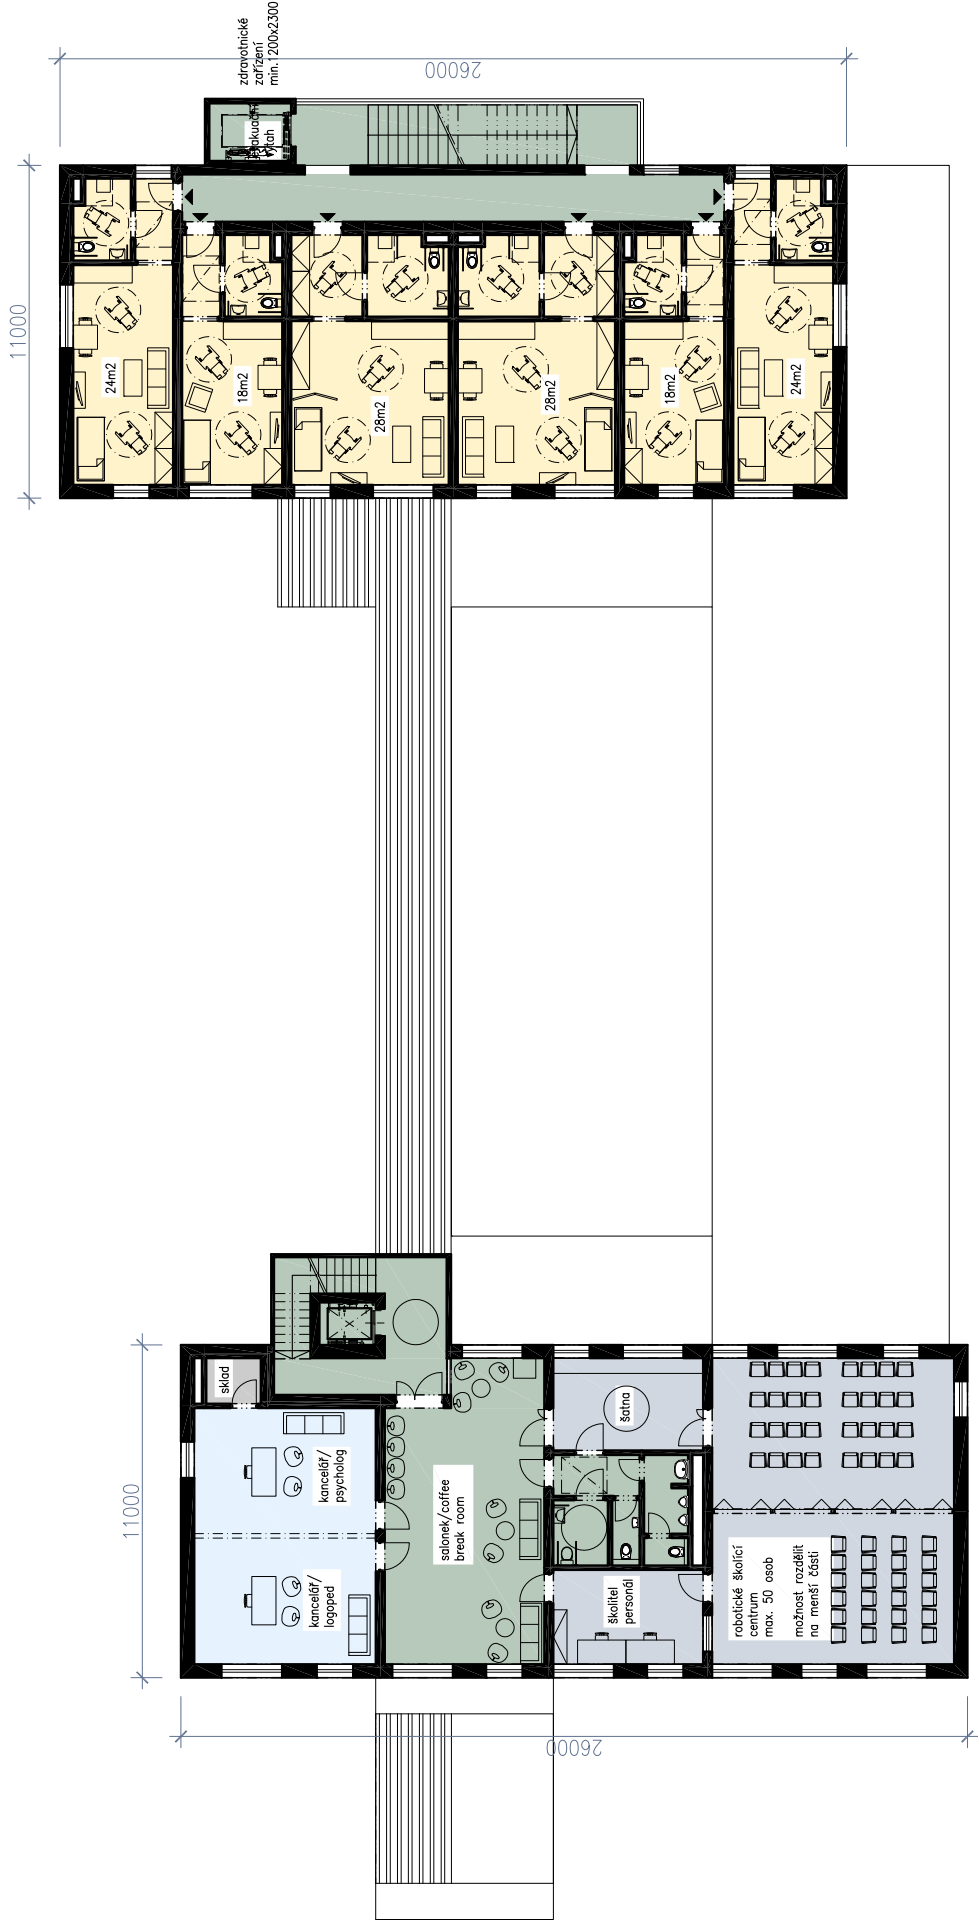 zdravotnické
zařízení
min.1200x2300
26000
evakuační
výtah
11000
24m2
18m2
28m2
28m2
18m2
24m2
11000
sklad
kancelář/
psycholog
kancelář/
logoped
salonek/coffee
break room
šatna
školitel
personál
robotické školící
centrum
max. 50 osob
možnost rozdělit
na menší části
26000